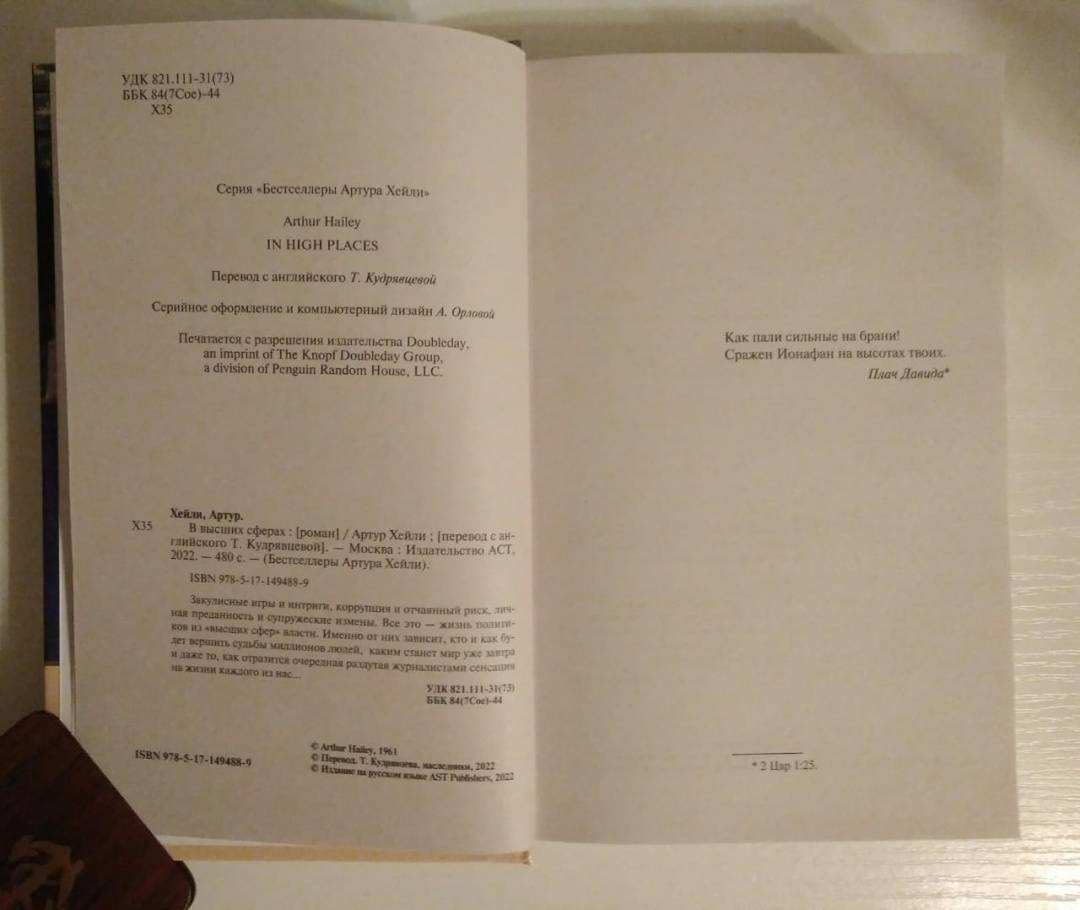 УДК 821.111-31(73)
ББК 84(7Сое)-44
Х35
Серия «Бестселлеры Артура Хейли»
Arthur Hailey
IN HIGH PLACES
Перевод с английского Т. Кудрявцевой
Серийное оформление и компьютерный дизайн А. Орловой
Печатается с разрешения издательства Doubleday,
an imprint of The Knopf Doubleday Group,
a division of Penguin Random House, LLC.
Хейли, Артур.
Х35 В высших сферах : [роман] / Артур Хейли ; [перевод с ан-
глийского Т. Кудрявцевой]. — Москва : Издательство АСТ,
2022. — 480 с. — (Бестселлеры Артура Хейли).
ISBN 978-5-17-149488-9
Закулисные игры и интриги, коррупция и отчаянный риск, лич-
ная преданность и супружеские измены. Все это — жизнь полити-
ков из «высших сфер» власти. Именно от них зависит, кто и как бу-
дет вершить судьбы миллионов людей, каким станет мир уже завтра
и даже то, как отразится очередная раздутая журналистами сенсация
на жизни каждого из нас...
УДК 821.111-31(73)
ББК 84(7Сое)-44
ISBN 978-5-17-149488-9
© Arthur Hailey, 1961
© Перевод. Т. Кудрявцева, наследники, 2022
© Издание на русском языке AST Publishers, 2022
Как пали сильные на брани!
Сражен Ионафан на высотах твоих.
Плач Давида*
* 2 Цар 1:25.